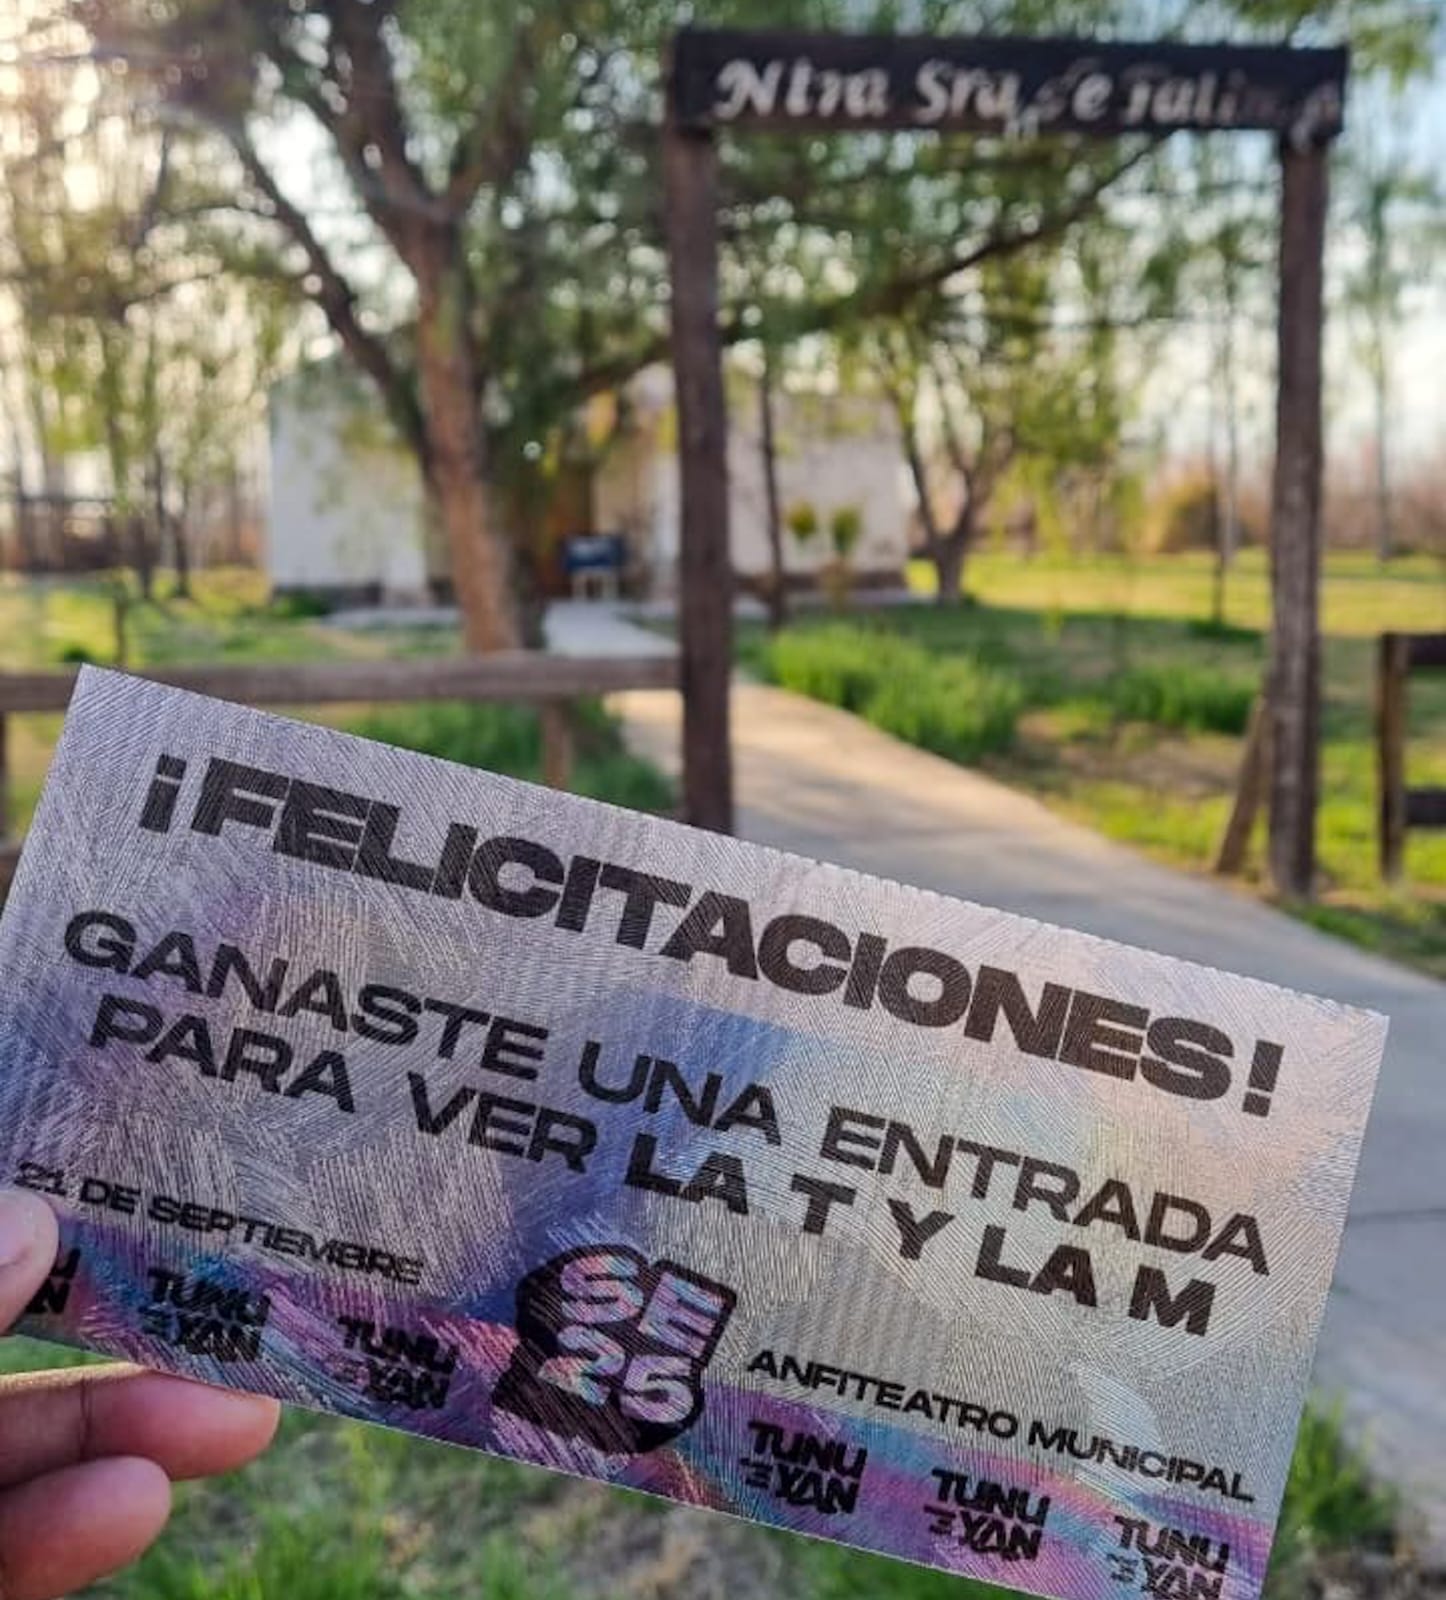 Ntra Sra de
¡FELICITACIONES!
GANASTE UNA ENTRADA
PARA VER LA T Y LA M
21 DE SEPTIEMBRE
SE
25
ANFITEATRO MUNICIPAL
TUNU
YAN
TUNU
YAN
TUNU
YAN
TUNU
YAN
TUNU
YAN